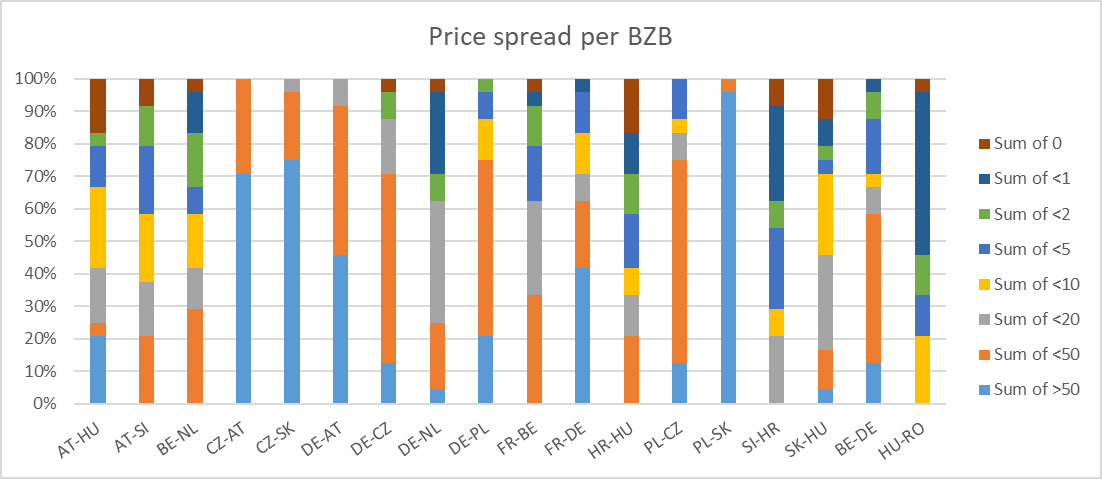 Price spread per BZB
100%
90%
80%
70%
60%
50%
40%
30%
20%
10%
0%
AT-HU
AT-SI
BE-NL
CZ-AT
CZ-SK
DE-AT
DE-CZ
DE-NL
DE-PL
FR-BE
FR-DE
HR-HU
PL-CZ
PL-SK
SI-HR
SK-HU
BE-DE
HU-RO
Sum of 0
Sum of <1
Sum of <2
Sum of <5
Sum of <10
Sum of <20
Sum of <50
Sum of >50